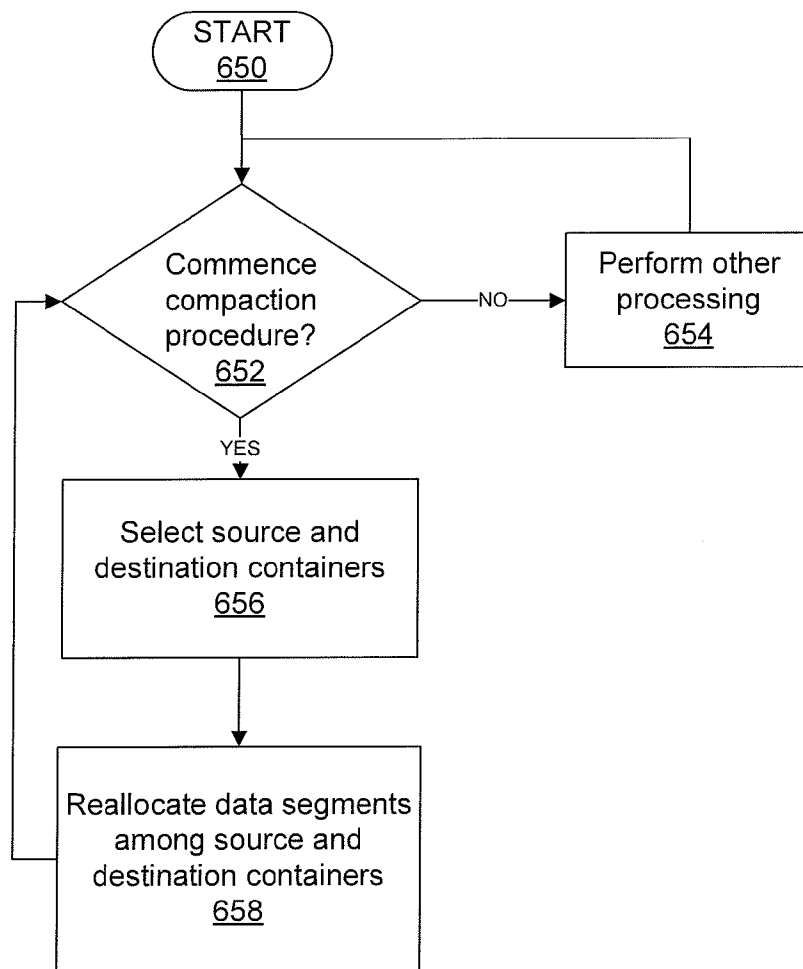 START
650
Commence
compaction
procedure?
652
NO
Perform other
processing
654
YES
Select source and
destination containers
656
Reallocate data segments
among source and
destination containers
658